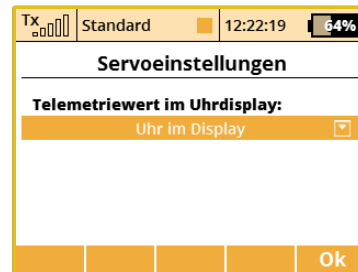 Tx Standard 12:22:19 64%
Servoeinstellungen
Telemetriewert im Uhrdisplay:
Uhr im Display
Ok